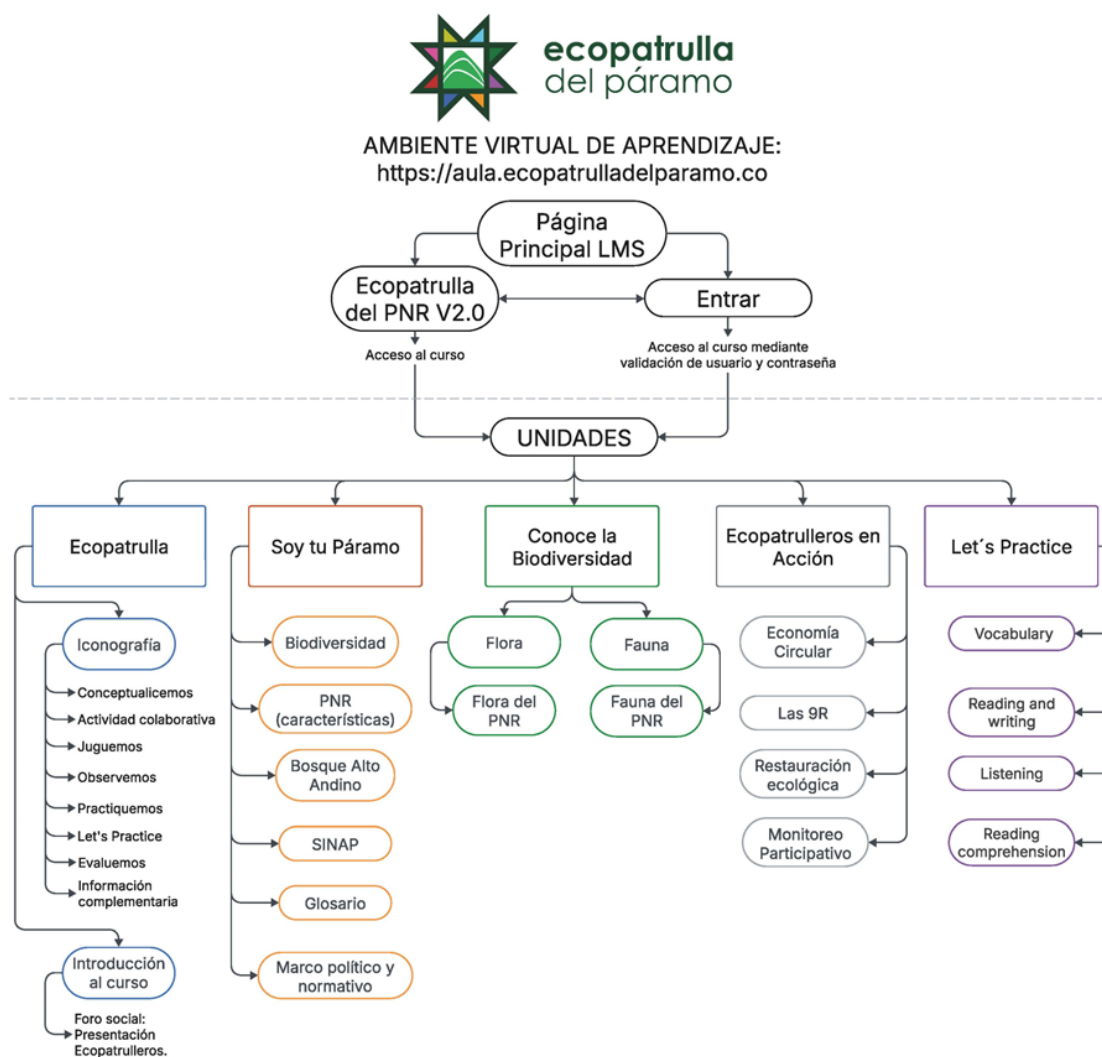 ecopatrulla
del páramo
AMBIENTE VIRTUAL DE APRENDIZAJE:
https://aula.ecopatrulladelparamo.co
Página
Principal LMS
Ecopatrulla
del PNR V2.0
Entrar
Acceso al curso
Acceso al curso mediante
validación de usuario y contraseña
UNIDADES
Ecopatrulla
Iconografía
Conceptualicemos
Actividad colaborativa
Juguemos
Observemos
Practiquemos
Let's Practice
Evaluemos
Información
complementaria
Introducción
al curso
Foro social:
Presentación
Ecopatrulleros.
Soy tu Páramo
Biodiversidad
PNR
(características)
Bosque Alto
Andino
SINAP
Glosario
Marco político y
normativo
Conoce la
Biodiversidad
Flora
Flora del
PNR
Fauna
Fauna del
PNR
Ecopatrulleros en
Acción
Economía
Circular
Las 9R
Restauración
ecológica
Monitoreo
Participativo
Let´s Practice
Vocabulary
Reading and
writing
Listening
Reading
comprehension